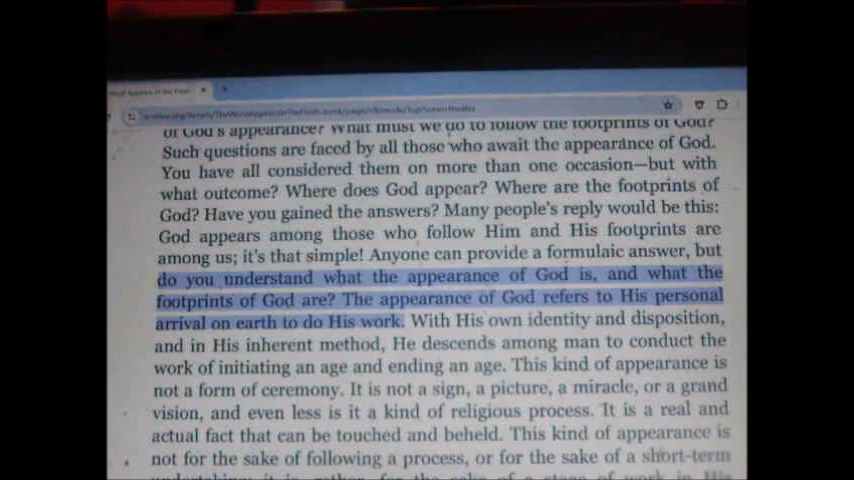 of God's appearance? What must we do to follow the footprints of God?
Such questions are faced by all those who await the appearance of God.
You have all considered them on more than one occasion—but with
what outcome? Where does God appear? Where are the footprints of
God? Have you gained the answers? Many people's reply would be this:
God appears among those who follow Him and His footprints are
among us; it's that simple! Anyone can provide a formulaic answer, but
do you understand what the appearance of God is, and what the
footprints of God are? The appearance of God refers to His personal
arrival on earth to do His work. With His own identity and disposition,
and in His inherent method, He descends among man to conduct the
work of initiating an age and ending an age. This kind of appearance is
not a form of ceremony. It is not a sign, a picture, a miracle, or a grand
vision, and even less is it a kind of religious process. It is a real and
actual fact that can be touched and beheld. This kind of appearance is
not for the sake of following a process, or for the sake of a short-term